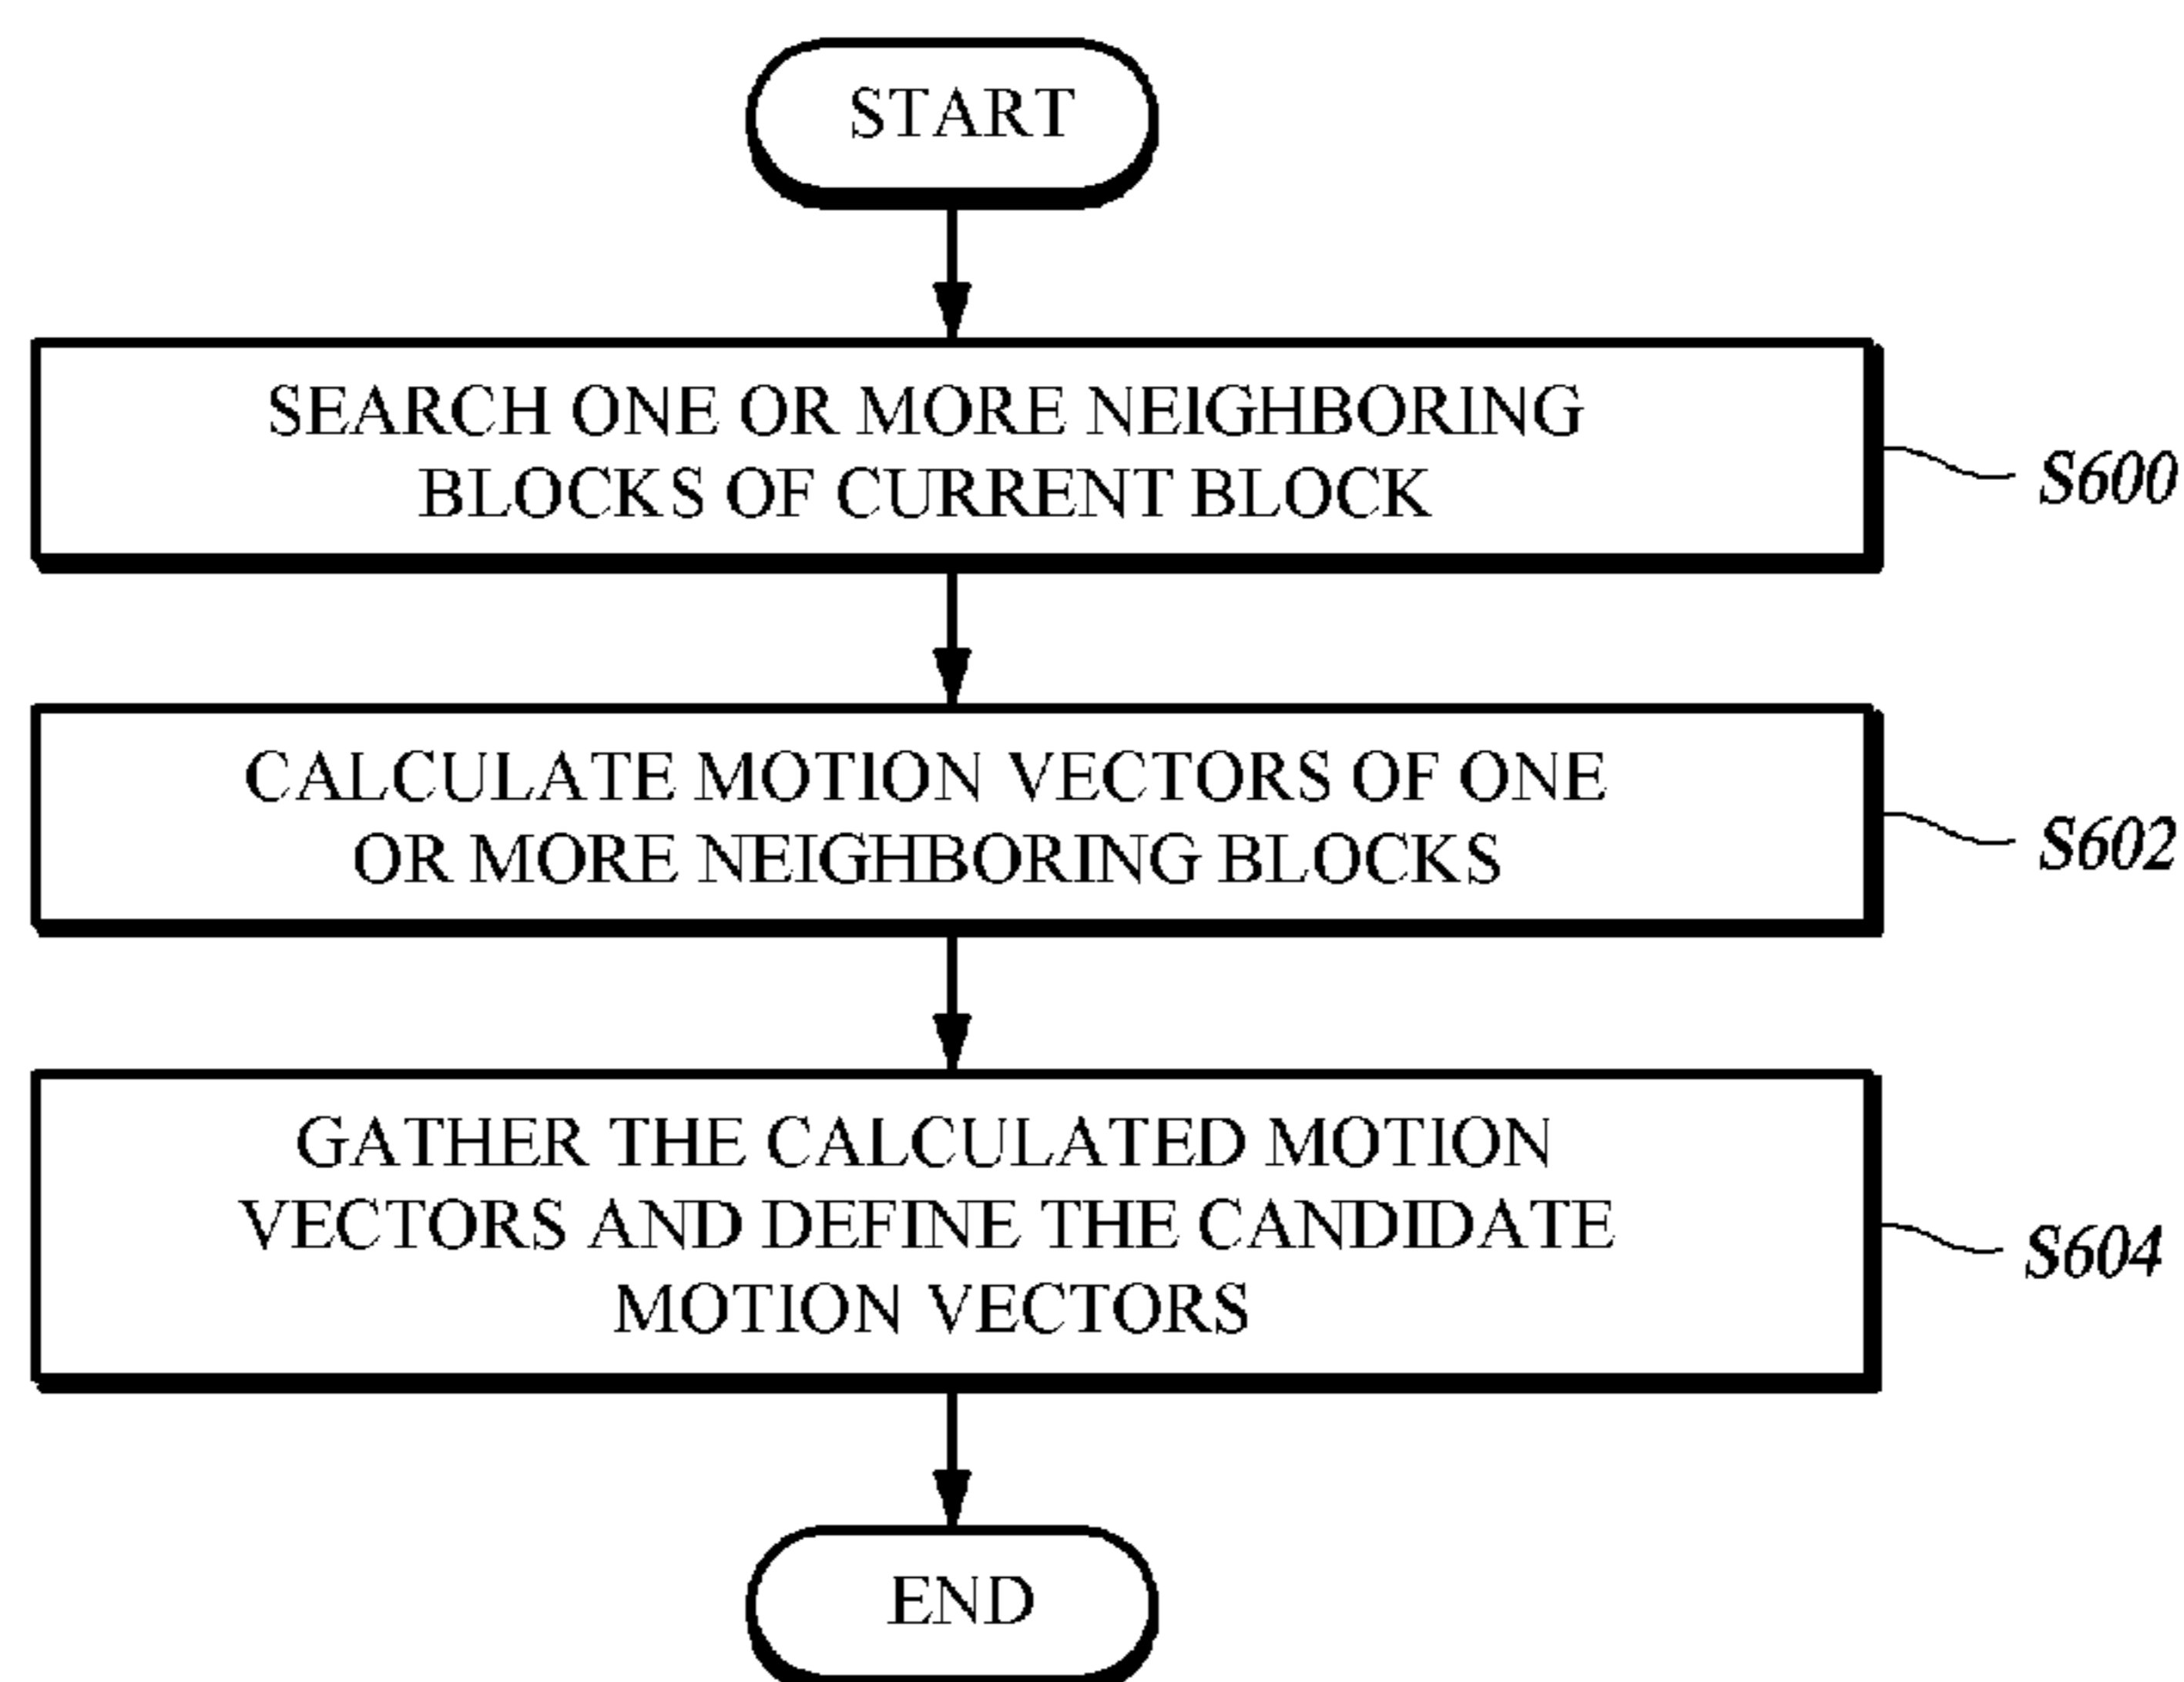 START
SEARCH ONE OR MORE NEIGHBORING
BLOCKS OF CURRENT BLOCK
S600
CALCULATE MOTION VECTORS OF ONE
OR MORE NEIGHBORING BLOCKS
S602
GATHER THE CALCULATED MOTION
VECTORS AND DEFINE THE CANDIDATE
MOTION VECTORS
S604
END